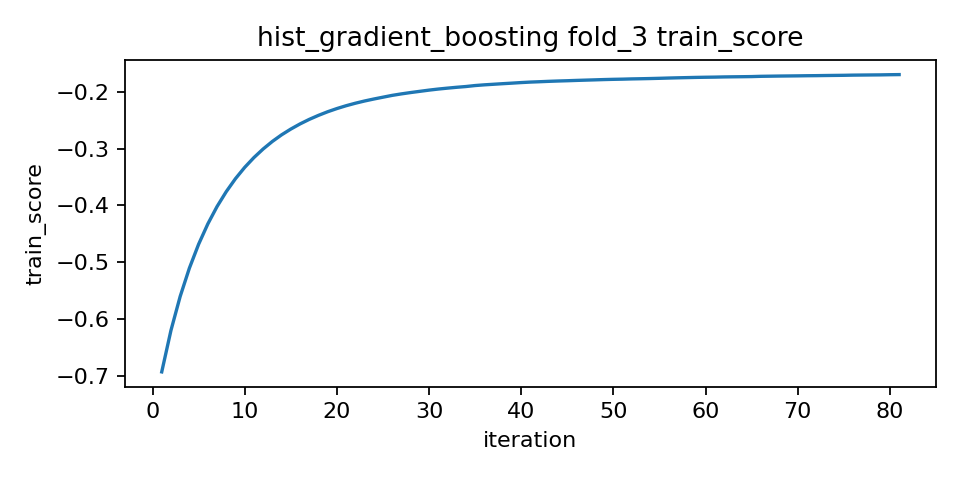 hist_gradient_boosting fold_3 train_score
train_score
−0.2
−0.3
−0.4
−0.5
−0.6
−0.7
0 10 20 30 40 50 60 70 80
iteration